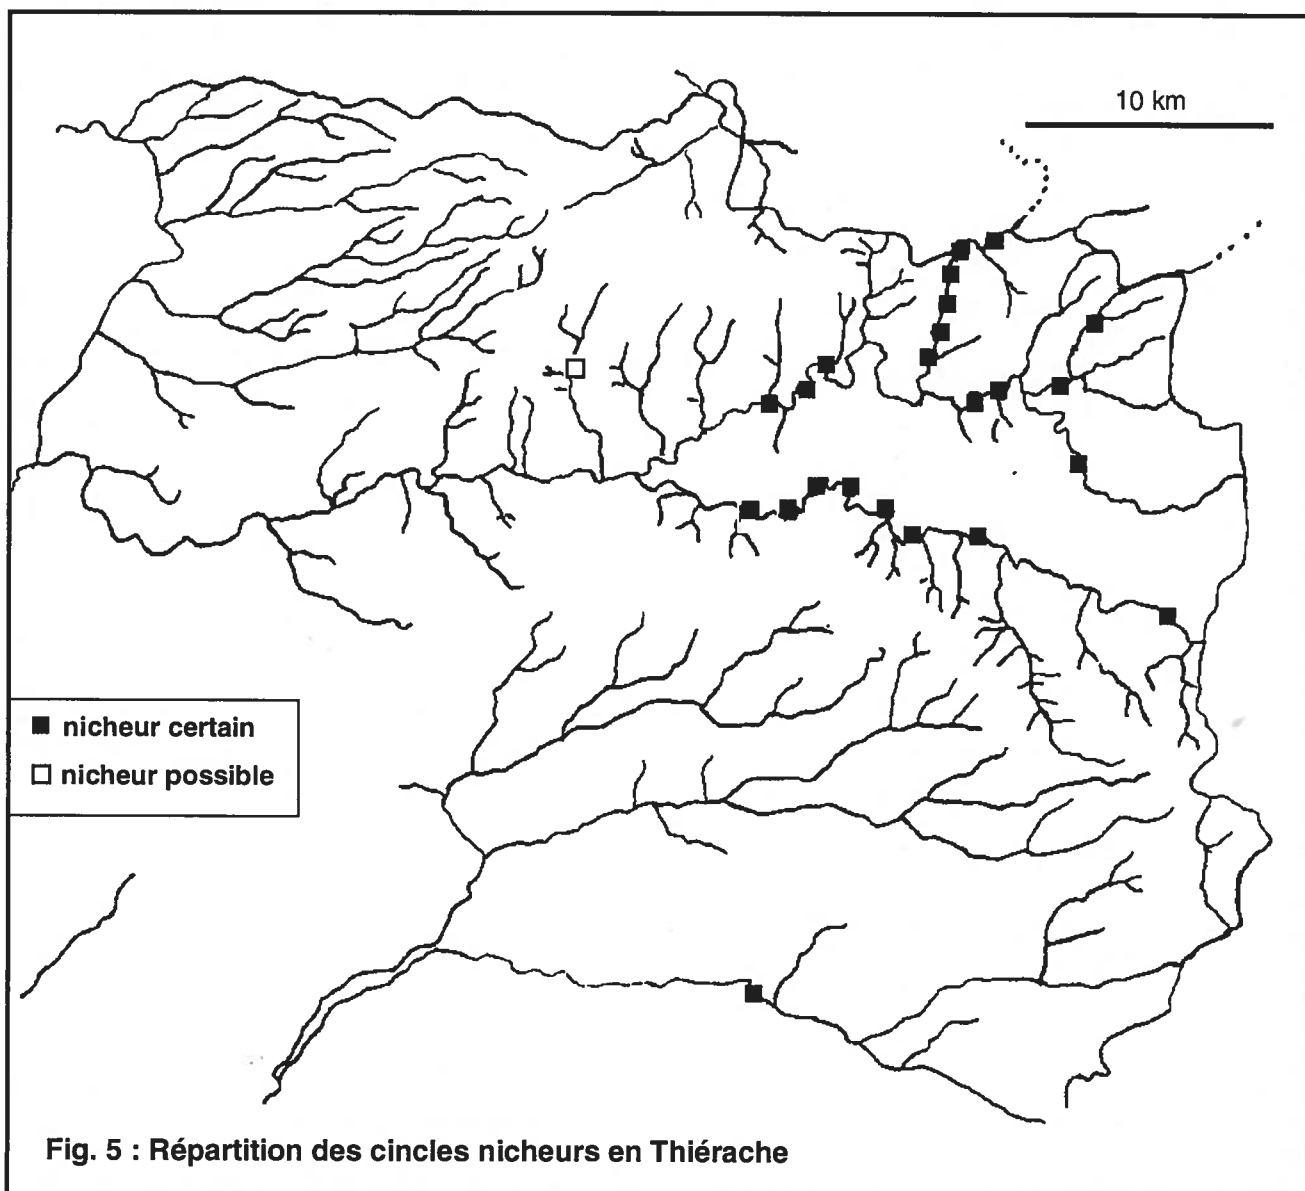 10 km
■ nicheur certain
□ nicheur possible
Fig. 5 : Répartition des cincles nicheurs en Thiérache